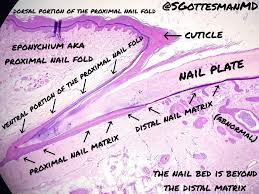 DORSAL PORTION OF THE PROXIMAL NAIL FOLD
@SGottesmanMD
EPONYCHIUM AKA
PROXIMAL NAIL FOLD
CUTICLE
VENTRAL PORTION OF THE PROXIMAL NAIL FOLD
NAIL PLATE
PROXIMAL NAIL MATRIX
DISTAL NAIL MATRIX
(ABNORMAL)
THE NAIL BED IS BEYOND
THE DISTAL MATRIX